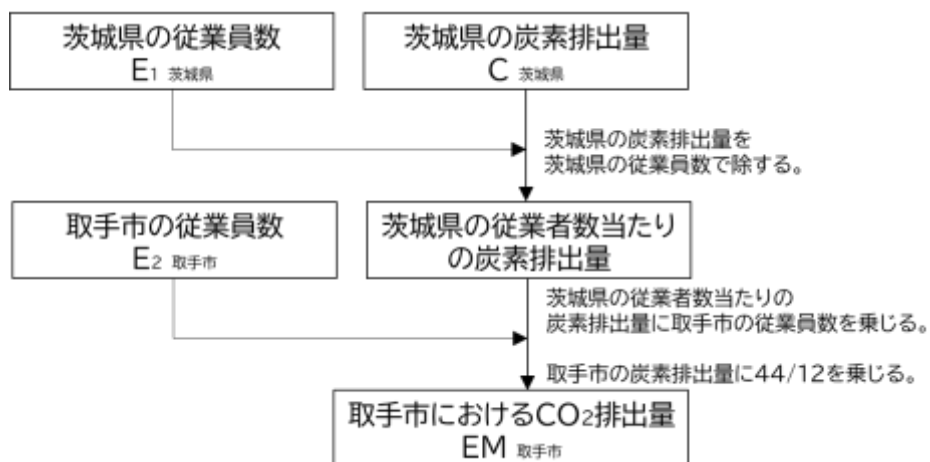 茨城県の従業員数
E1 茨城県
茨城県の炭素排出量
C 茨城県
茨城県の炭素排出量を
茨城県の従業員数で除する。
取手市の従業員数
E2 取手市
茨城県の従業者数当たり
の炭素排出量
茨城県の従業者数当たりの
炭素排出量に取手市の従業員数を乗じる。
取手市の炭素排出量に44/12を乗じる。
取手市におけるCO2排出量
EM 取手市